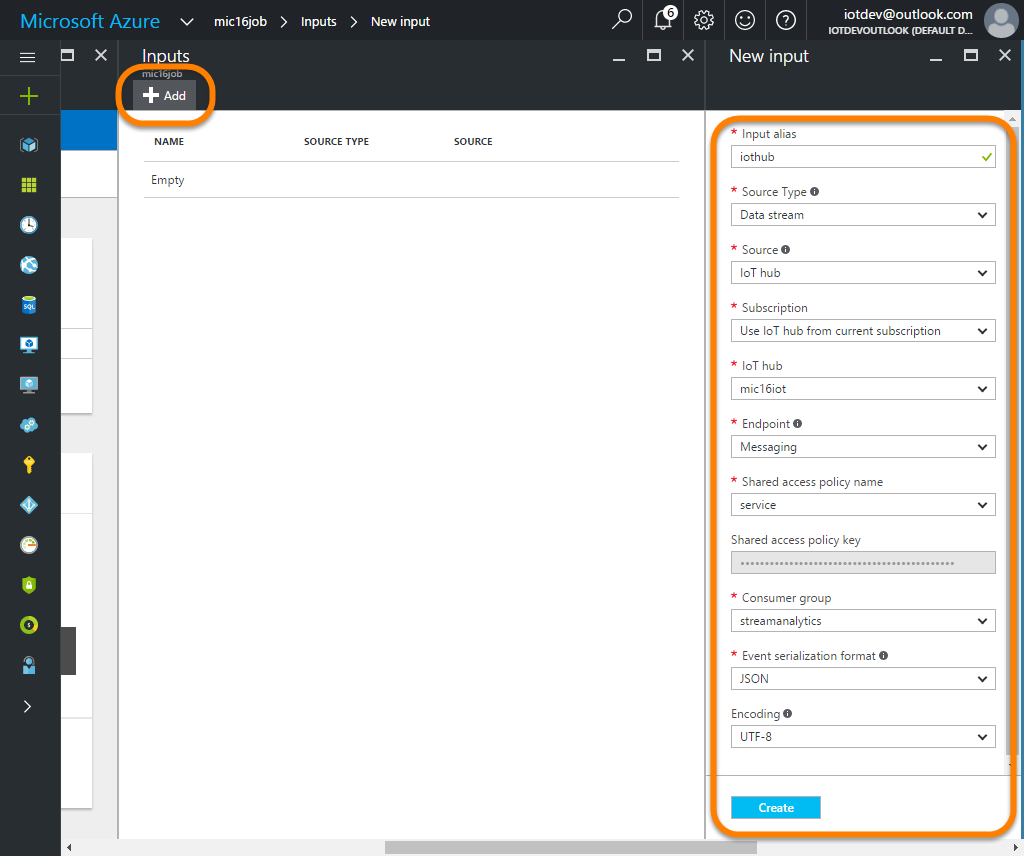 Microsoft Azure
mic16job
Inputs
New input
6
iotdev@outlook.com
IOTDEVOUTLOOK (DEFAULT D...
Inputs
mic16job
Add
NAME
SOURCE TYPE
SOURCE
Empty
SQL
New input
* Input alias
iothub
* Source Type
Data stream
* Source
IoT hub
* Subscription
Use IoT hub from current subscription
* IoT hub
mic16iot
* Endpoint
Messaging
* Shared access policy name
service
Shared access policy key
••••••••••••••••••••••••••••••••••••••••••••
* Consumer group
streamanalytics
* Event serialization format
JSON
Encoding
UTF-8
Create